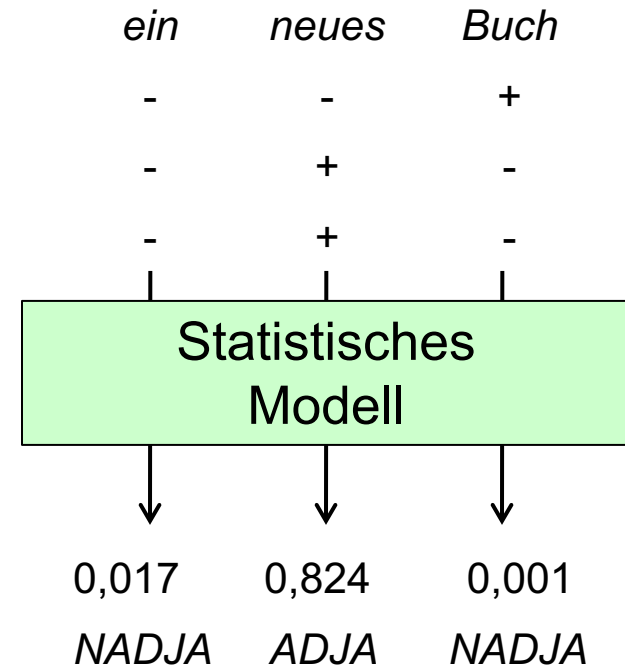 ein neues Buch
- - +
- + -
- + -
Statistisches
Modell
0,017 0,824 0,001
NADJA ADJA NADJA